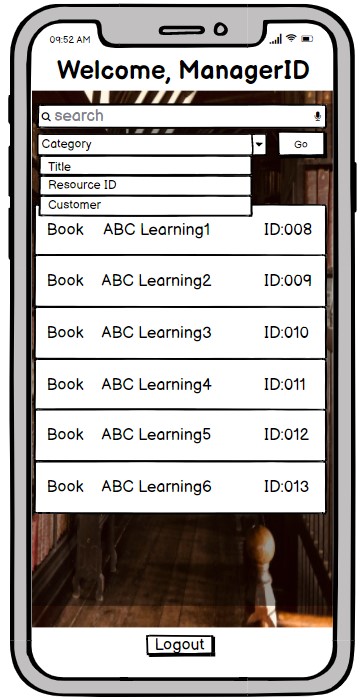 09:52 AM
Welcome, ManagerID
search
Category
Go
Title
Resource ID
Customer
Book ABC Learning1 ID:008
Book ABC Learning2 ID:009
Book ABC Learning3 ID:010
Book ABC Learning4 ID:011
Book ABC Learning5 ID:012
Book ABC Learning6 ID:013
Logout